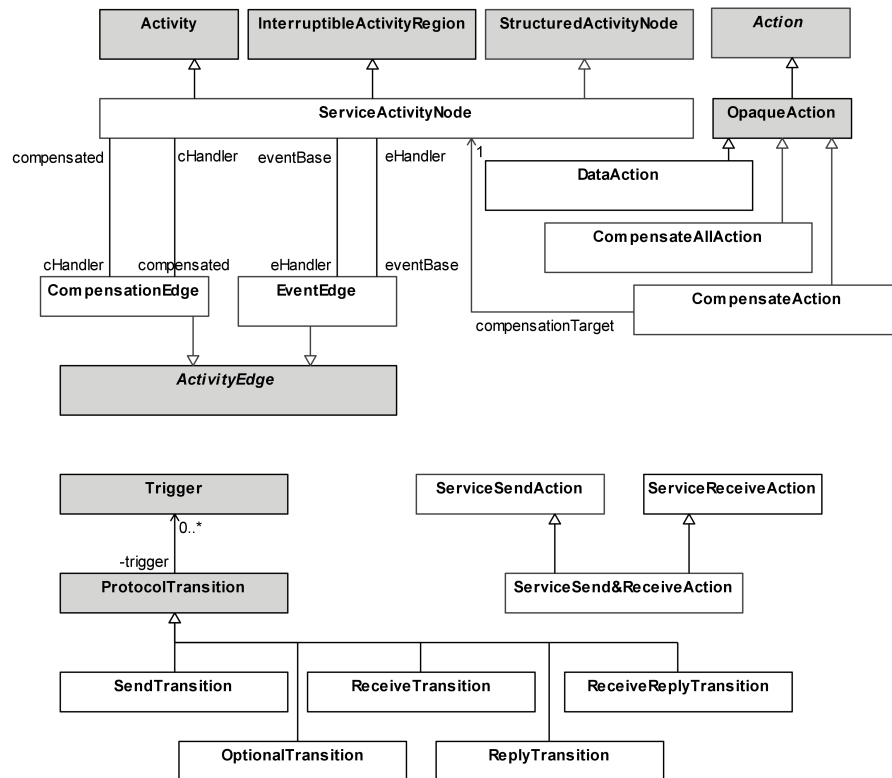 Activity
InterruptibleActivityRegion
StructuredActivityNode
Action
ServiceActivityNode
OpaqueAction
compensated
cHandler
eventBase
eHandler
1
DataAction
CompensateAllAction
cHandler
compensated
eHandler
eventBase
CompensationEdge
EventEdge
CompensateAction
compensationTarget
ActivityEdge
Trigger
ServiceSendAction
ServiceReceiveAction
0..*
-trigger
ProtocolTransition
ServiceSend&ReceiveAction
SendTransition
ReceiveTransition
ReceiveReplyTransition
OptionalTransition
ReplyTransition